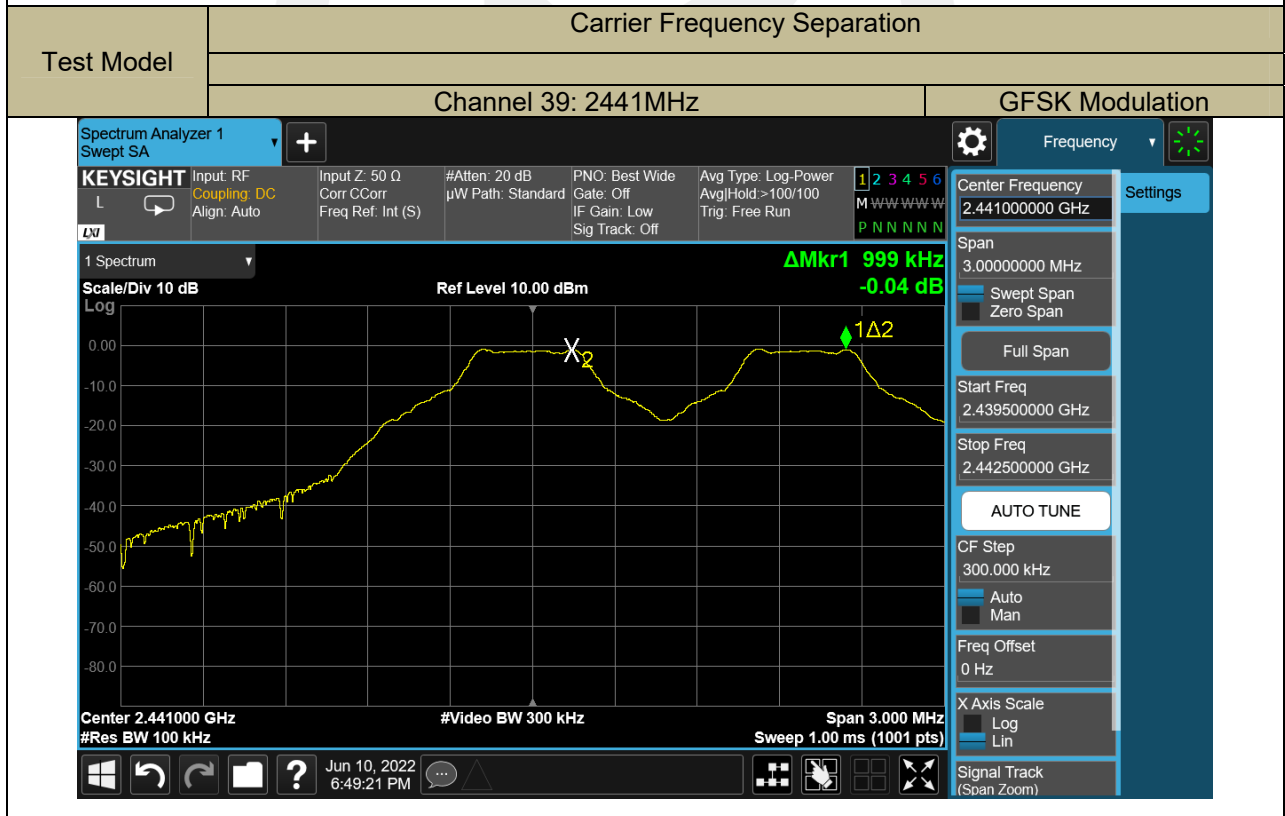 Test Model
Carrier Frequency Separation
Channel 39: 2441MHz
GFSK Modulation
Spectrum Analyzer 1
Swept SA
+
Frequency
KEYSIGHT
L
LXI
Input: RF
Coupling: DC
Align: Auto
Input Z: 50 Ω
Corr CCorr
Freq Ref: Int (S)
#Atten: 20 dB
µW Path: Standard
PNO: Best Wide
Gate: Off
IF Gain: Low
Sig Track: Off
Avg Type: Log-Power
Avg|Hold:>100/100
Trig: Free Run
1 2 3 4 5 6
M W W W W W
P N N N N N
1 Spectrum
ΔMkr1 999 kHz
-0.04 dB
Scale/Div 10 dB
Ref Level 10.00 dBm
Log
0.00
-10.0
-20.0
-30.0
-40.0
-50.0
-60.0
-70.0
-80.0
X2
1Δ2
Center 2.441000 GHz
#Video BW 300 kHz
Span 3.000 MHz
#Res BW 100 kHz
Sweep 1.00 ms (1001 pts)
Center Frequency
2.441000000 GHz
Settings
Span
3.00000000 MHz
Swept Span
Zero Span
Full Span
Start Freq
2.439500000 GHz
Stop Freq
2.442500000 GHz
AUTO TUNE
CF Step
300.000 kHz
Auto
Man
Freq Offset
0 Hz
X Axis Scale
Log
Lin
Signal Track
(Span Zoom)
?
Jun 10, 2022
6:49:21 PM